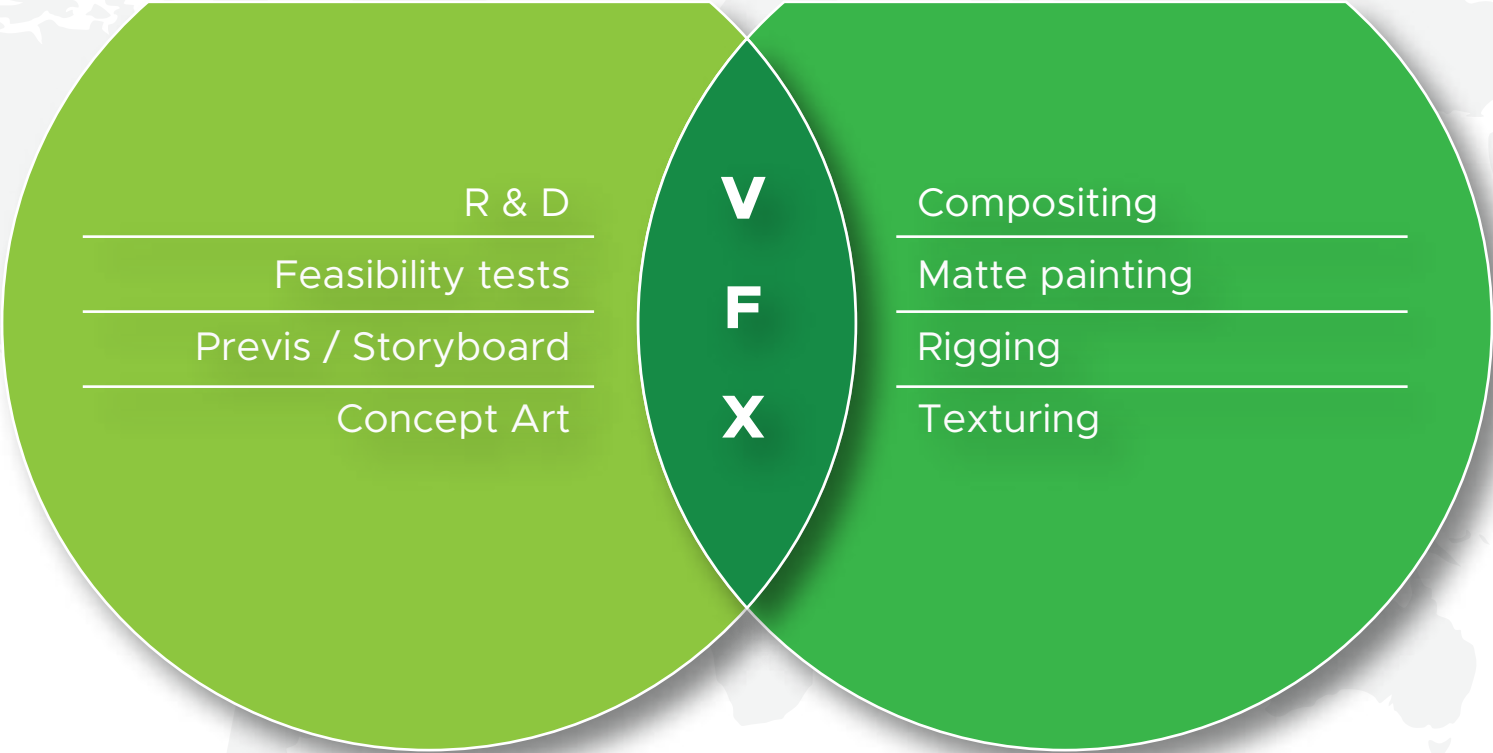 R & D
Feasibility tests
Previs / Storyboard
Concept Art
V
F
X
Compositing
Matte painting
Rigging
Texturing